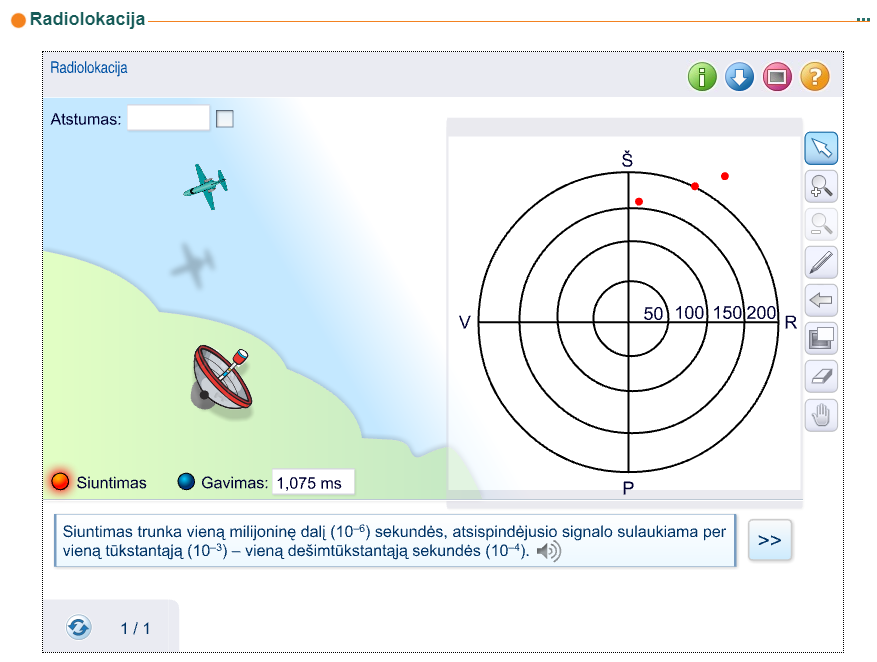 Radiolokacija
Radiolokacija
i
?
Atstumas:
Š
V
50 100 150 200
R
P
Siuntimas
Gavimas: 1,075 ms
Siuntimas trunka vieną milijoninę dalį (10⁻⁶) sekundės, atsispindėjusio signalo sulaukiama per
vieną tūkstantąją (10⁻³) – vieną dešimtūkstantąją sekundės (10⁻⁴).
>>
1 / 1